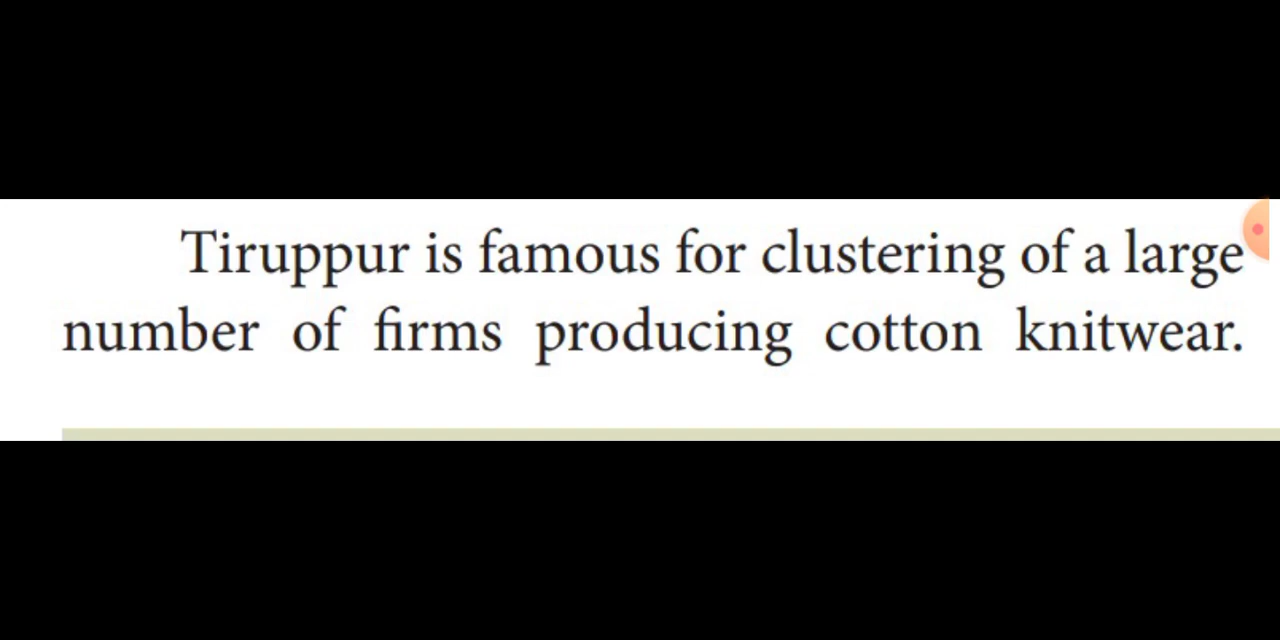 Tiruppur is famous for clustering of a large
number of firms producing cotton knitwear.